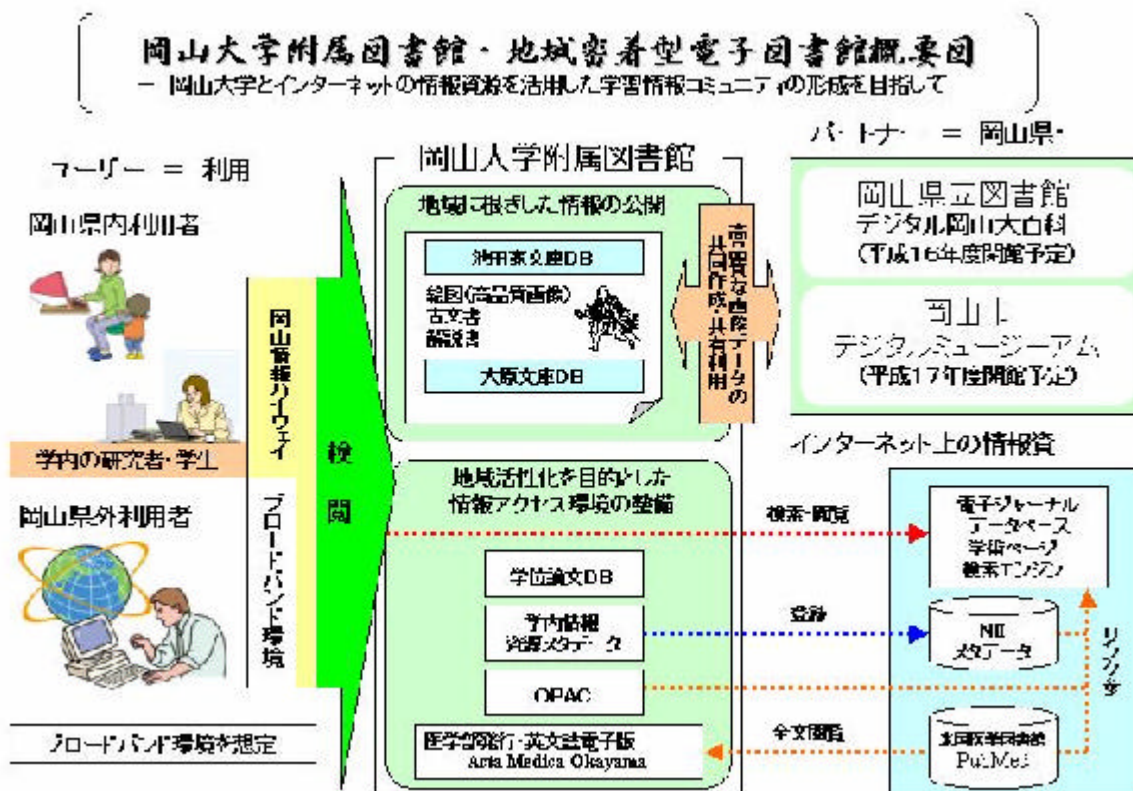 岡山大学附属図書館・地域密着型電子図書館概要図
－ 岡山大学とインターネットの情報資源を活用した学習情報コミュニティの形成を目指して
ユーザー ＝ 利用
岡山県内利用者
学内の研究者・学生
岡山県外利用者
ブロードバンド環境を想定
岡山情報ハイウェイ
ブロードバンド環境
検
閲
岡山大学附属図書館
地域に根ざした情報の公開
池田家文庫DB
絵図(高品質画像)
古文書
解説書
大原文庫DB
高品質な画像データの
共同作成・共有利用
地域活性化を目的とした
情報アクセス環境の整備
学位論文DB
学内情報
資源メタデータ
OPAC
医学部発行・英文誌電子版
Acta Medica Okayama
パートナー ＝ 岡山県・
岡山県立図書館
デジタル岡山大百科
(平成16年度開館予定)
岡山市
デジタルミュージーアム
(平成17年度開館予定)
インターネット上の情報資
検索・閲覧
電子ジャーナル
データベース
学術ページ
検索エンジン
登録
NII
メタデータ
全文閲覧
米国医学図書館
PubMed